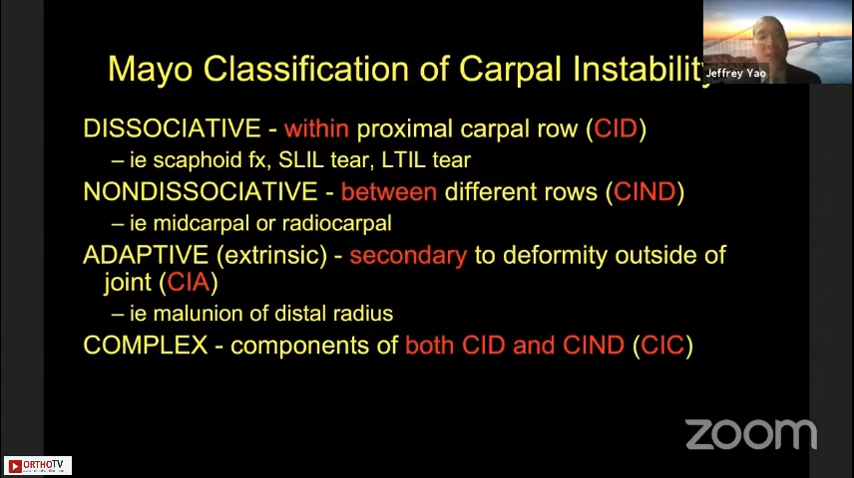 Mayo Classification of Carpal Instability
Jeffrey Yao
DISSOCIATIVE - within proximal carpal row (CID)
– ie scaphoid fx, SLIL tear, LTIL tear
NONDISSOCIATIVE - between different rows (CIND)
– ie midcarpal or radiocarpal
ADAPTIVE (extrinsic) - secondary to deformity outside of
joint (CIA)
– ie malunion of distal radius
COMPLEX - components of both CID and CIND (CIC)
zoom
ORTHOTV